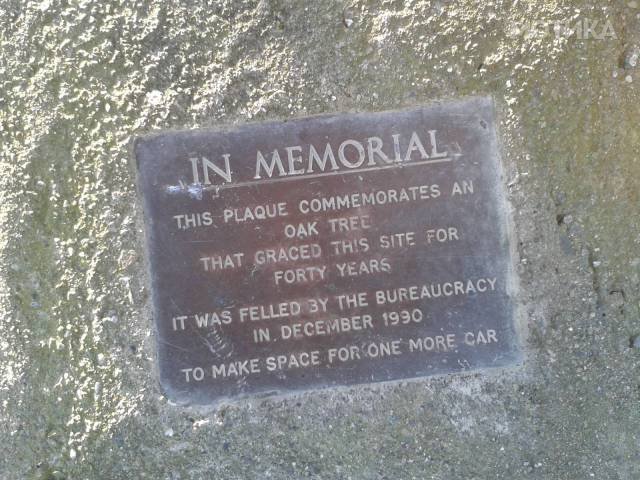 IN MEMORIAL
THIS PLAQUE COMMEMORATES AN
OAK TREE
THAT GRACED THIS SITE FOR
FORTY YEARS
IT WAS FELLED BY THE BUREAUCRACY
IN DECEMBER 1990
TO MAKE SPACE FOR ONE MORE CAR